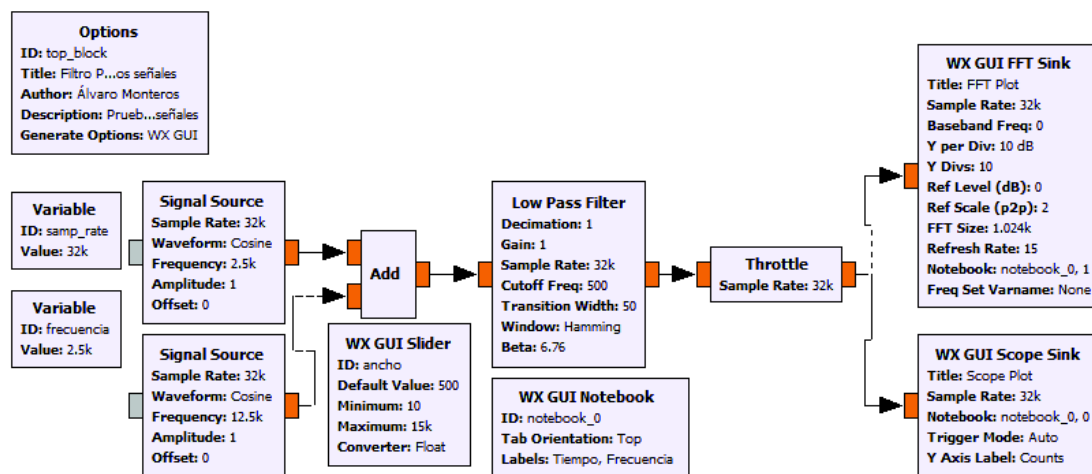 Options
ID: top_block
Title: Filtro P...os señales
Author: Álvaro Monteros
Description: Prueb...señales
Generate Options: WX GUI
Variable
ID: samp_rate
Value: 32k
Variable
ID: frecuencia
Value: 2.5k
Signal Source
Sample Rate: 32k
Waveform: Cosine
Frequency: 2.5k
Amplitude: 1
Offset: 0
Signal Source
Sample Rate: 32k
Waveform: Cosine
Frequency: 12.5k
Amplitude: 1
Offset: 0
Add
WX GUI Slider
ID: ancho
Default Value: 500
Minimum: 10
Maximum: 15k
Converter: Float
Low Pass Filter
Decimation: 1
Gain: 1
Sample Rate: 32k
Cutoff Freq: 500
Transition Width: 50
Window: Hamming
Beta: 6.76
WX GUI Notebook
ID: notebook_0
Tab Orientation: Top
Labels: Tiempo, Frecuencia
Throttle
Sample Rate: 32k
WX GUI FFT Sink
Title: FFT Plot
Sample Rate: 32k
Baseband Freq: 0
Y per Div: 10 dB
Y Divs: 10
Ref Level (dB): 0
Ref Scale (p2p): 2
FFT Size: 1.024k
Refresh Rate: 15
Notebook: notebook_0, 1
Freq Set Varname: None
WX GUI Scope Sink
Title: Scope Plot
Sample Rate: 32k
Notebook: notebook_0, 0
Trigger Mode: Auto
Y Axis Label: Counts